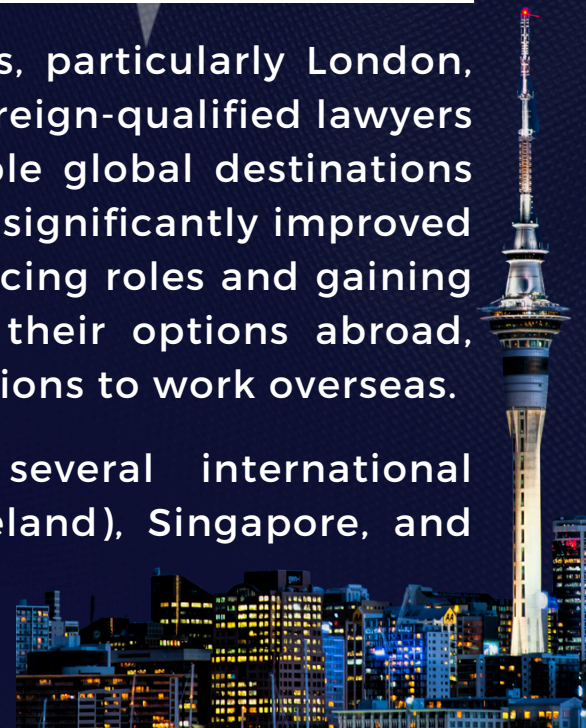 s, particularly London,
reign-qualified lawyers
le global destinations
significantly improved
cing roles and gaining
their options abroad,
ions to work overseas.
several international
eland), Singapore, and